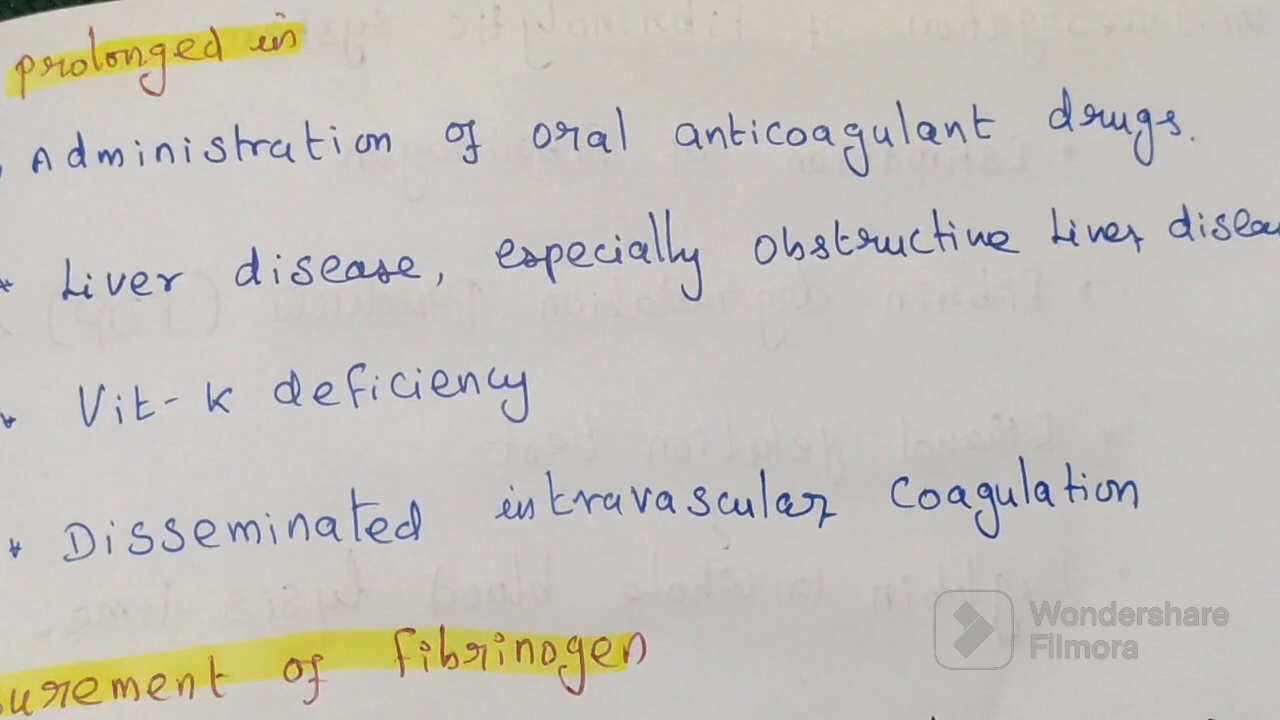 prolonged in
Administration of oral anticoagulant drugs.
* Liver disease, especially obstructive Liver disea
* Vit-K deficiency
* Disseminated intravascular coagulation
urement of fibrinogen
Wondershare
Filmora